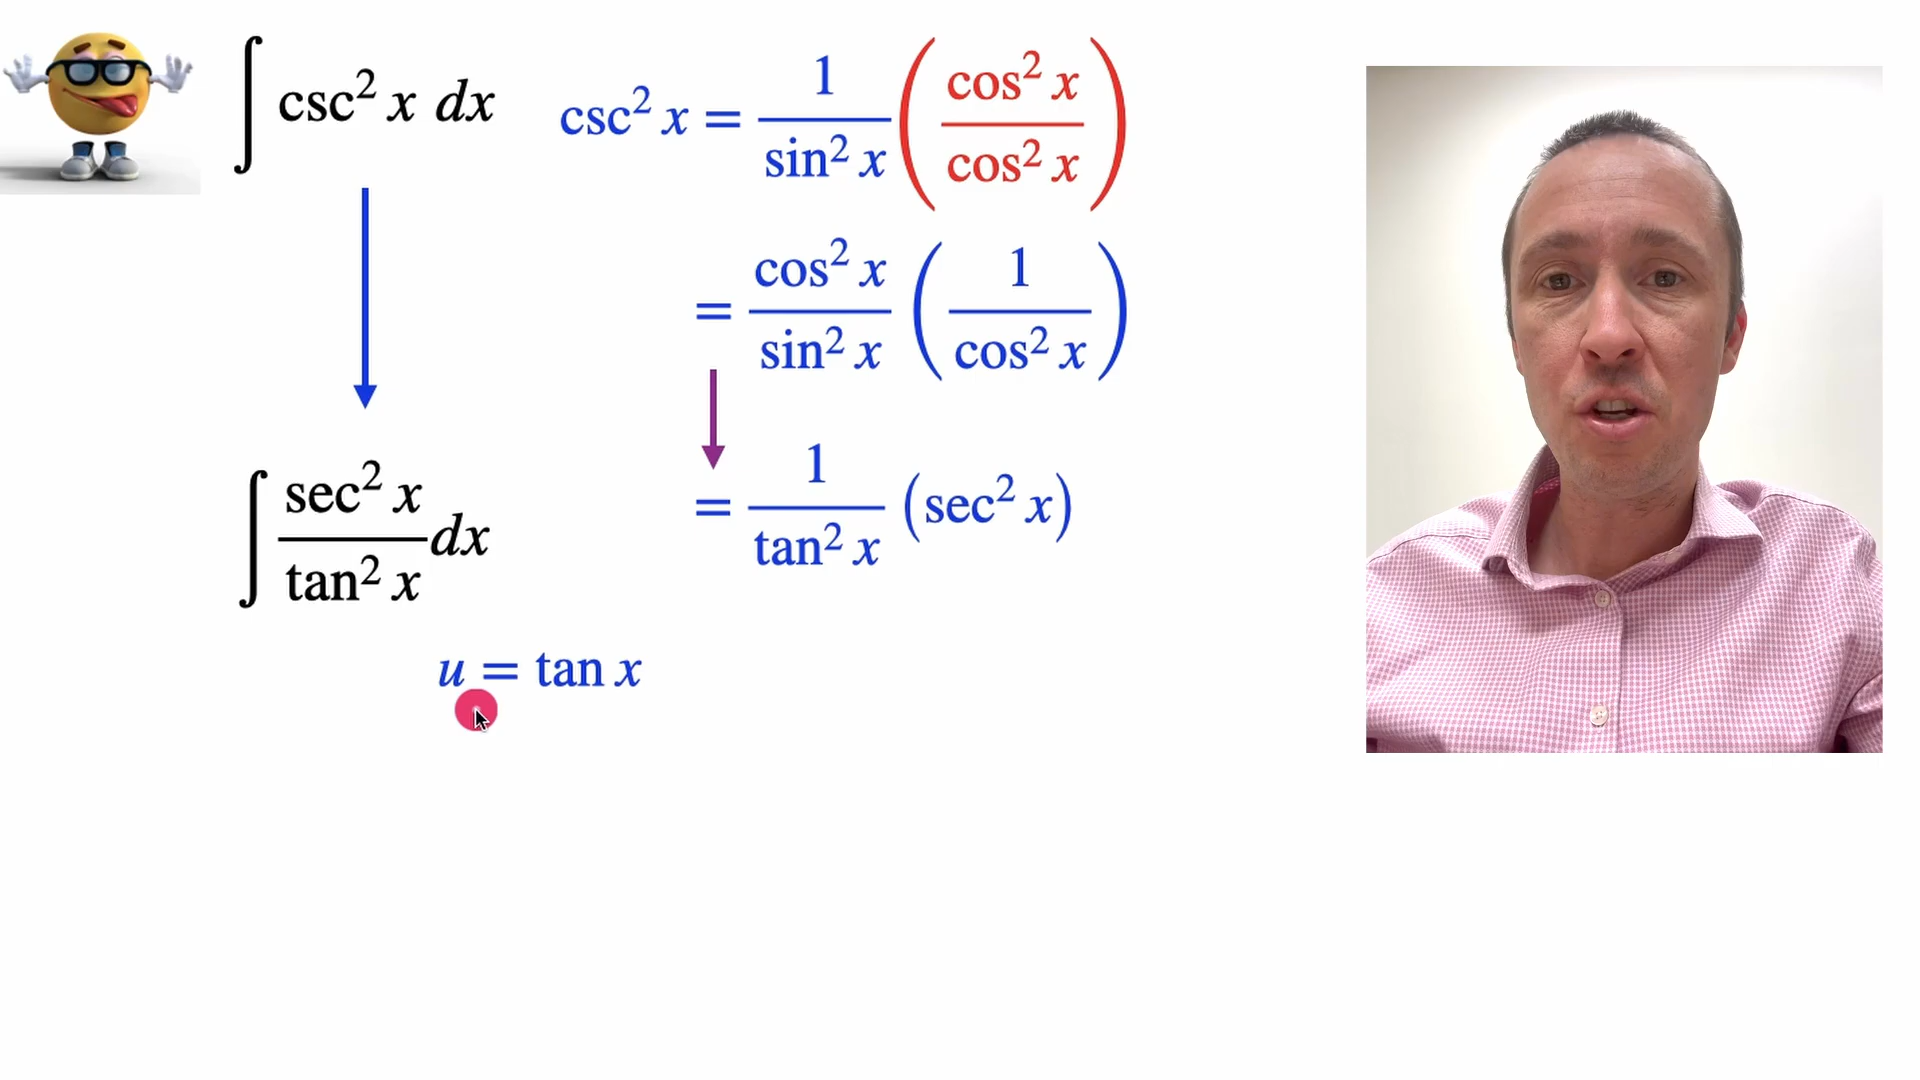 ∫ csc² x dx
csc² x = 1/sin² x (cos² x/cos² x)
= cos² x/sin² x (1/cos² x)
= 1/tan² x (sec² x)
∫ sec² x/tan² x dx
u = tan x